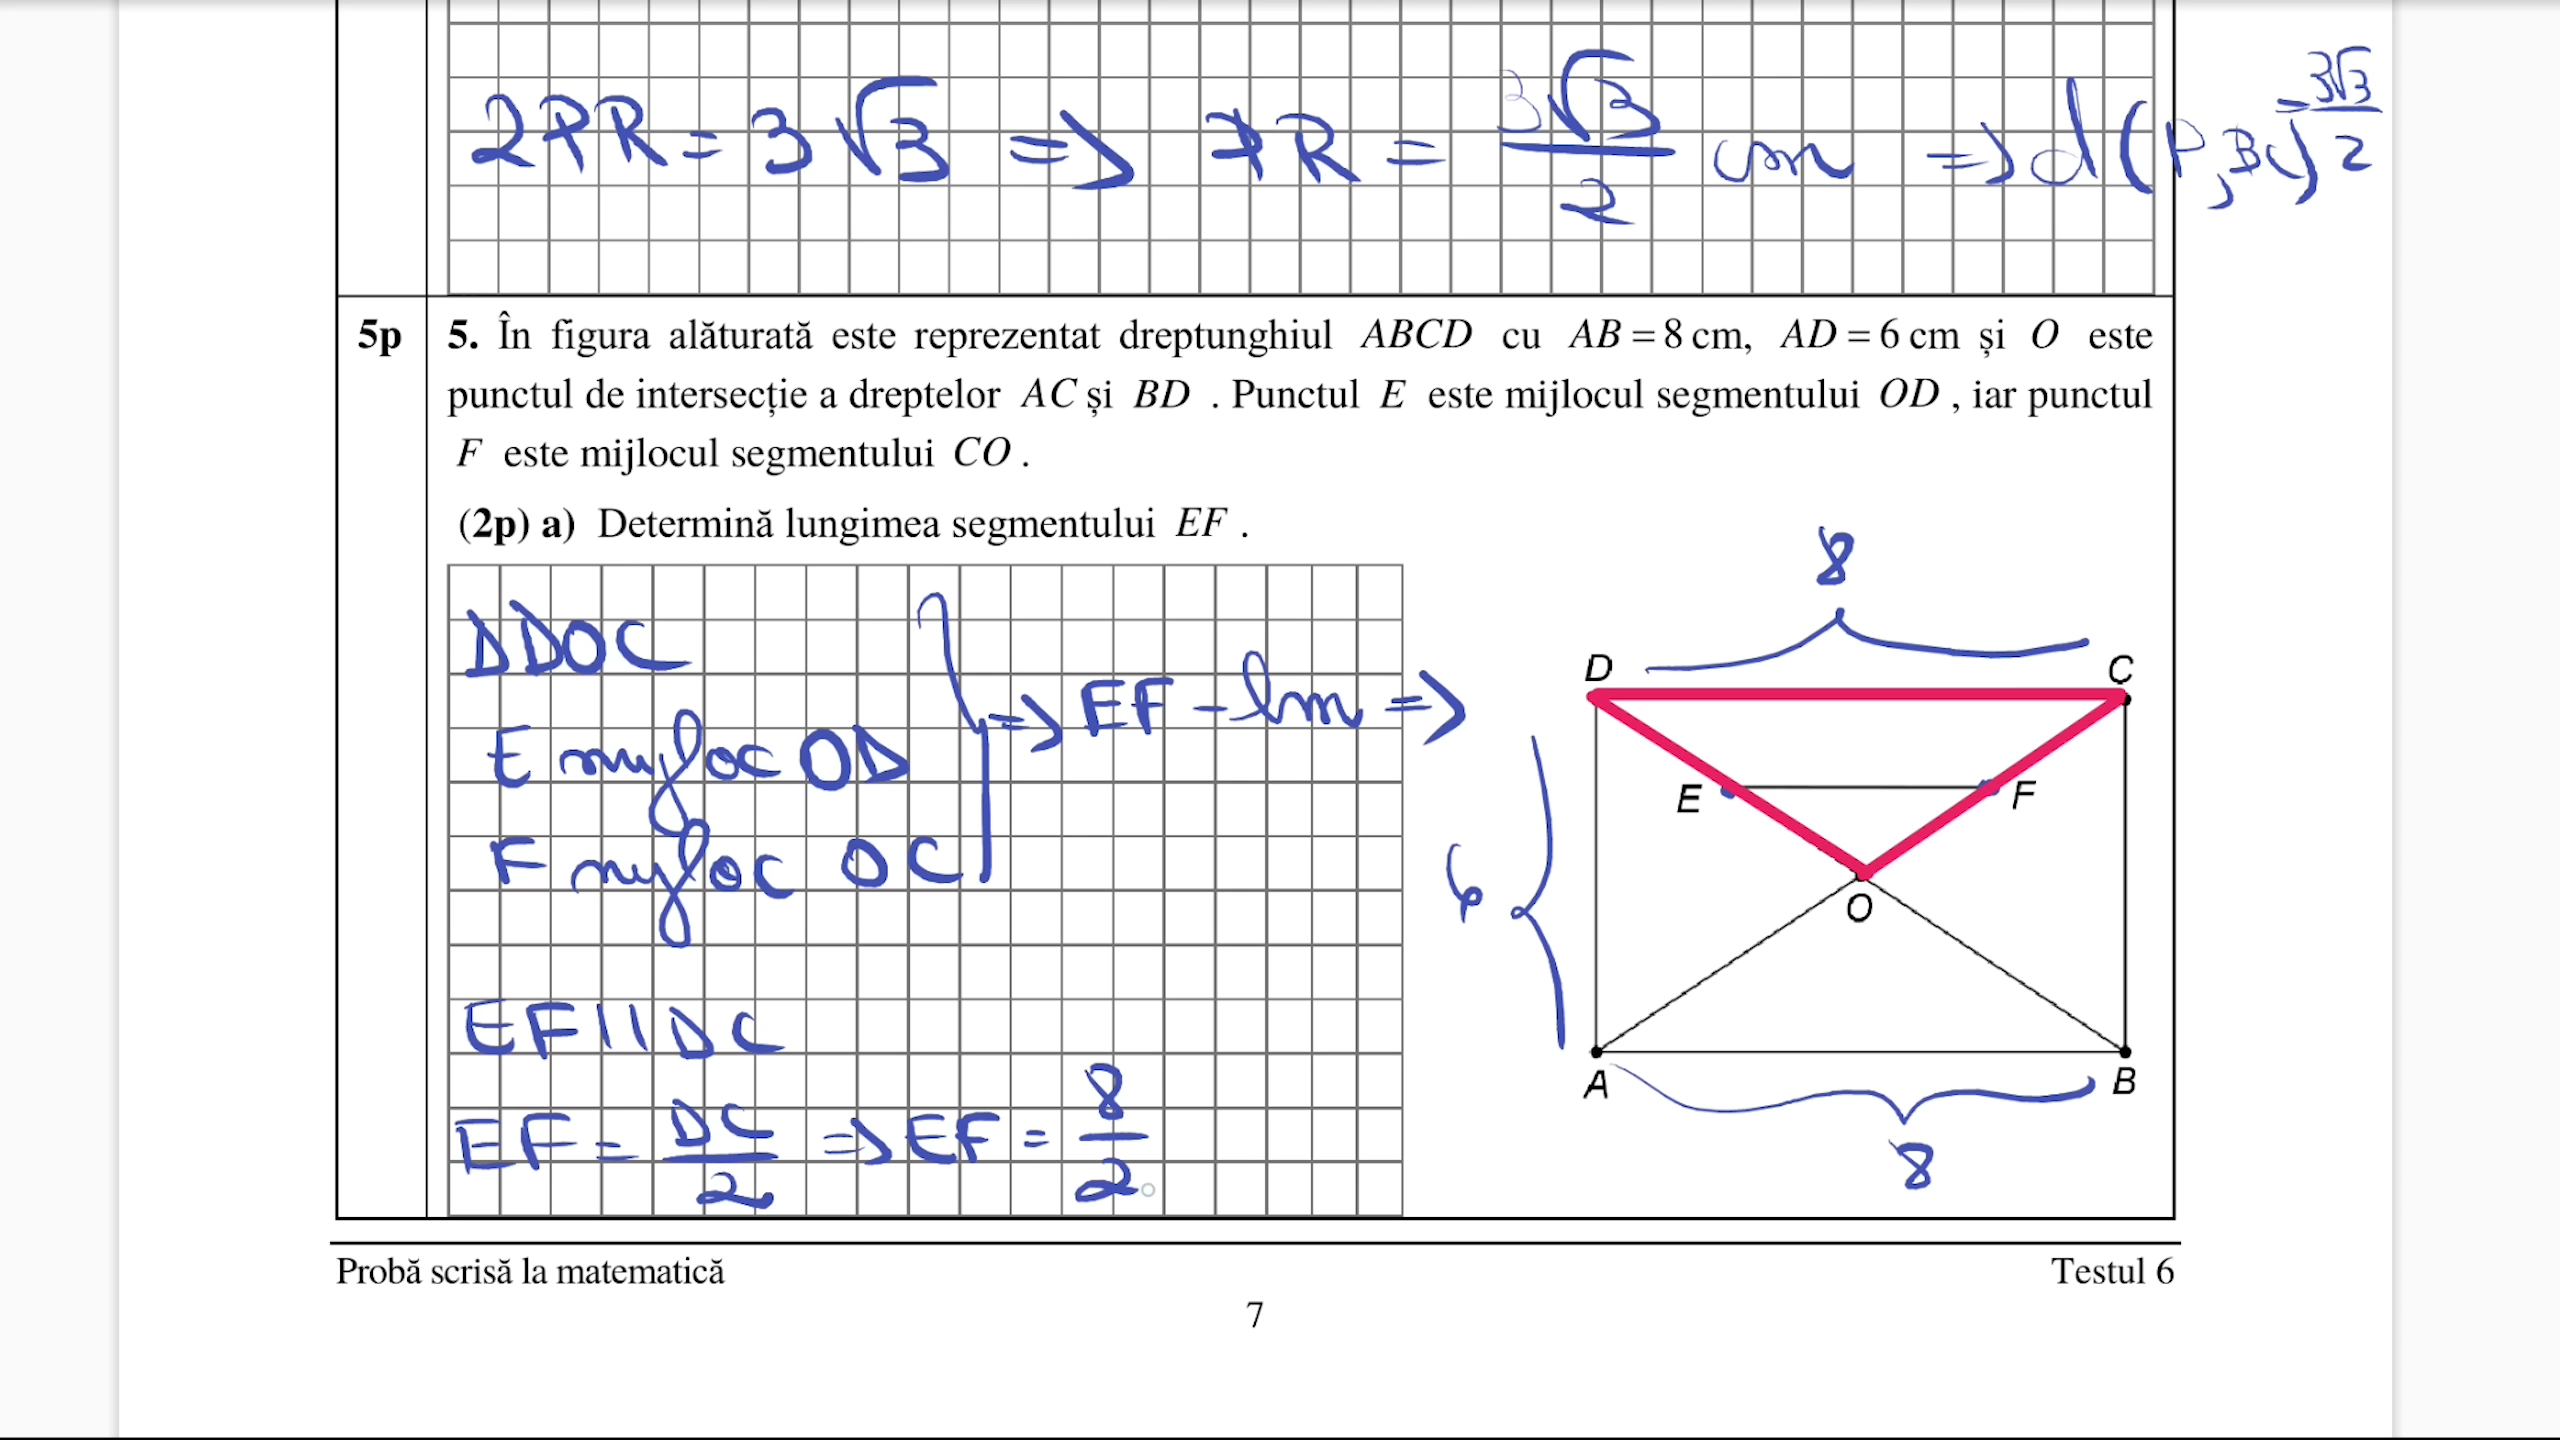 2PR = 3√3 => PR = 3√3/2 cm => d(P,BC) = 3√3/2
5p
5. În figura alăturată este reprezentat dreptunghiul ABCD cu AB = 8 cm, AD = 6 cm și O este
punctul de intersecție a dreptelor AC și BD . Punctul E este mijlocul segmentului OD , iar punctul
F este mijlocul segmentului CO .
(2p) a) Determină lungimea segmentului EF .
ΔDOC
E mijloc OD
F mijloc OC
=> EF - lm =>
EF || DC
EF = DC/2 => EF = 8/2
8
D
C
E
F
6
O
A
B
8
Probă scrisă la matematică
Testul 6
7